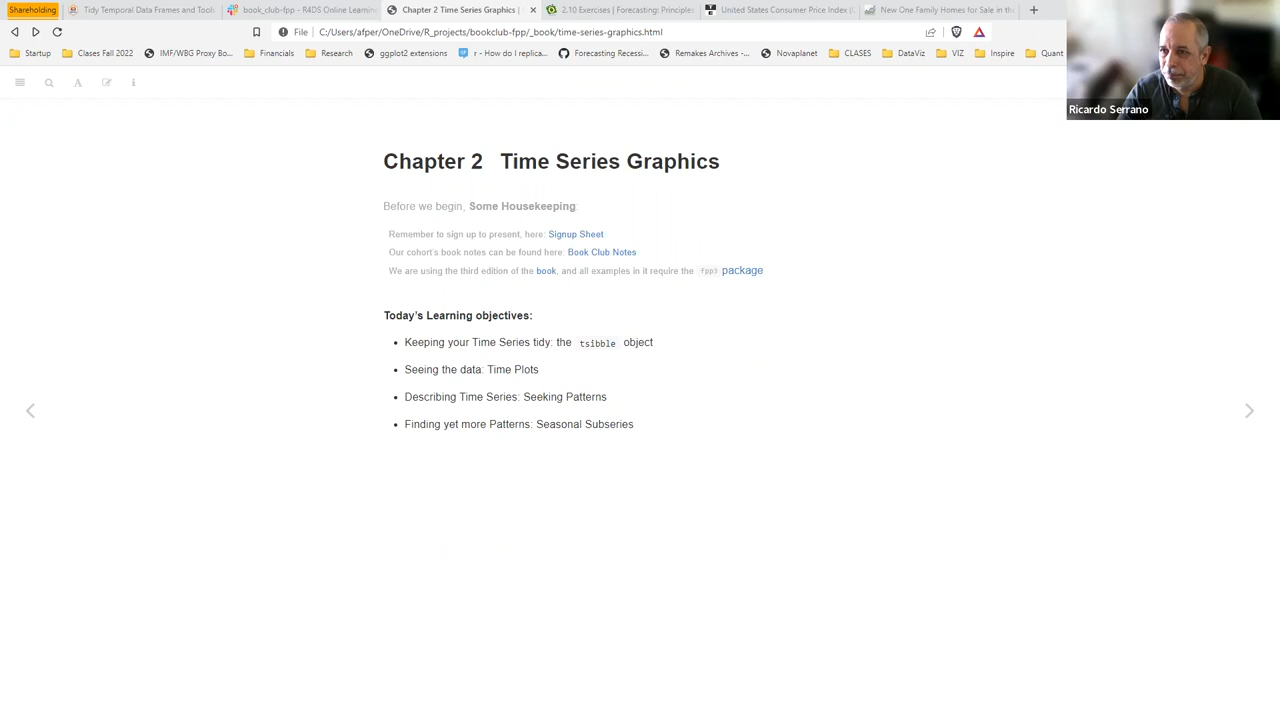 Shareholding
Tidy Temporal Data Frames and Tools
book_club-fpp - R4DS Online Learnin
Chapter 2 Time Series Graphics |
2.10 Exercises | Forecasting: Principles
United States Consumer Price Index (
New One Family Homes for Sale in th
File | C:/Users/afper/OneDrive/R_projects/bookclub-fpp/_book/time-series-graphics.html
Startup
Clases Fall 2022
IMF/WBG Proxy Bo...
Financials
Research
ggplot2 extensions
r - How do I replica...
Forecasting Recessi...
Remakes Archives -...
Novaplanet
CLASES
DataViz
VIZ
Inspire
Quant
Ricardo Serrano
Chapter 2 Time Series Graphics
Before we begin, Some Housekeeping:
Remember to sign up to present, here: Signup Sheet
Our cohort's book notes can be found here: Book Club Notes
We are using the third edition of the book, and all examples in it require the fpp3 package
Today's Learning objectives:
• Keeping your Time Series tidy: the tsibble object
• Seeing the data: Time Plots
• Describing Time Series: Seeking Patterns
• Finding yet more Patterns: Seasonal Subseries